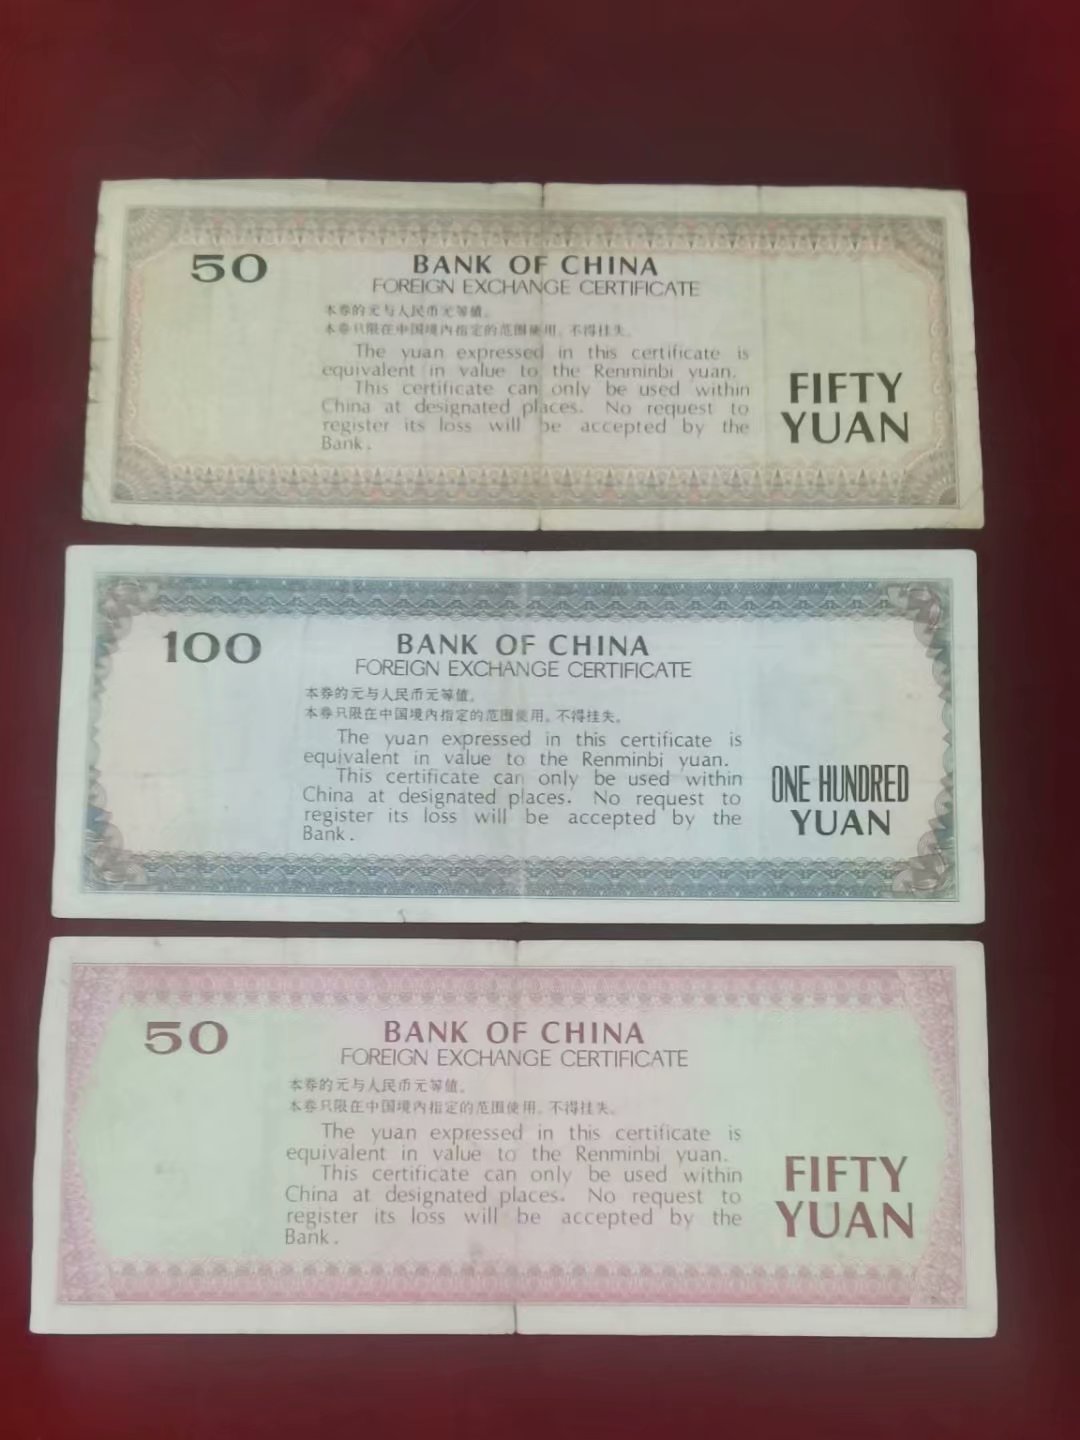 50
BANK OF CHINA
FOREIGN EXCHANGE CERTIFICATE
本券的元与人民币元等值。
本券只限在中国境内指定的范围使用，不得挂失。
The yuan expressed in this certificate is
equivalent in value to the Renminbi yuan.
This certificate can only be used within
China at designated places. No request to
register its loss will be accepted by the
Bank.
FIFTY
YUAN
100
BANK OF CHINA
FOREIGN EXCHANGE CERTIFICATE
本券的元与人民币元等值。
本券只限在中国境内指定的范围使用，不得挂失。
The yuan expressed in this certificate is
equivalent in value to the Renminbi yuan.
This certificate can only be used within
China at designated places. No request to
register its loss will be accepted by the
Bank.
ONE HUNDRED
YUAN
50
BANK OF CHINA
FOREIGN EXCHANGE CERTIFICATE
本券的元与人民币元等值。
本券只限在中国境内指定的范围使用，不得挂失。
The yuan expressed in this certificate is
equivalent in value to the Renminbi yuan.
This certificate can only be used within
China at designated places. No request to
register its loss will be accepted by the
Bank.
FIFTY
YUAN